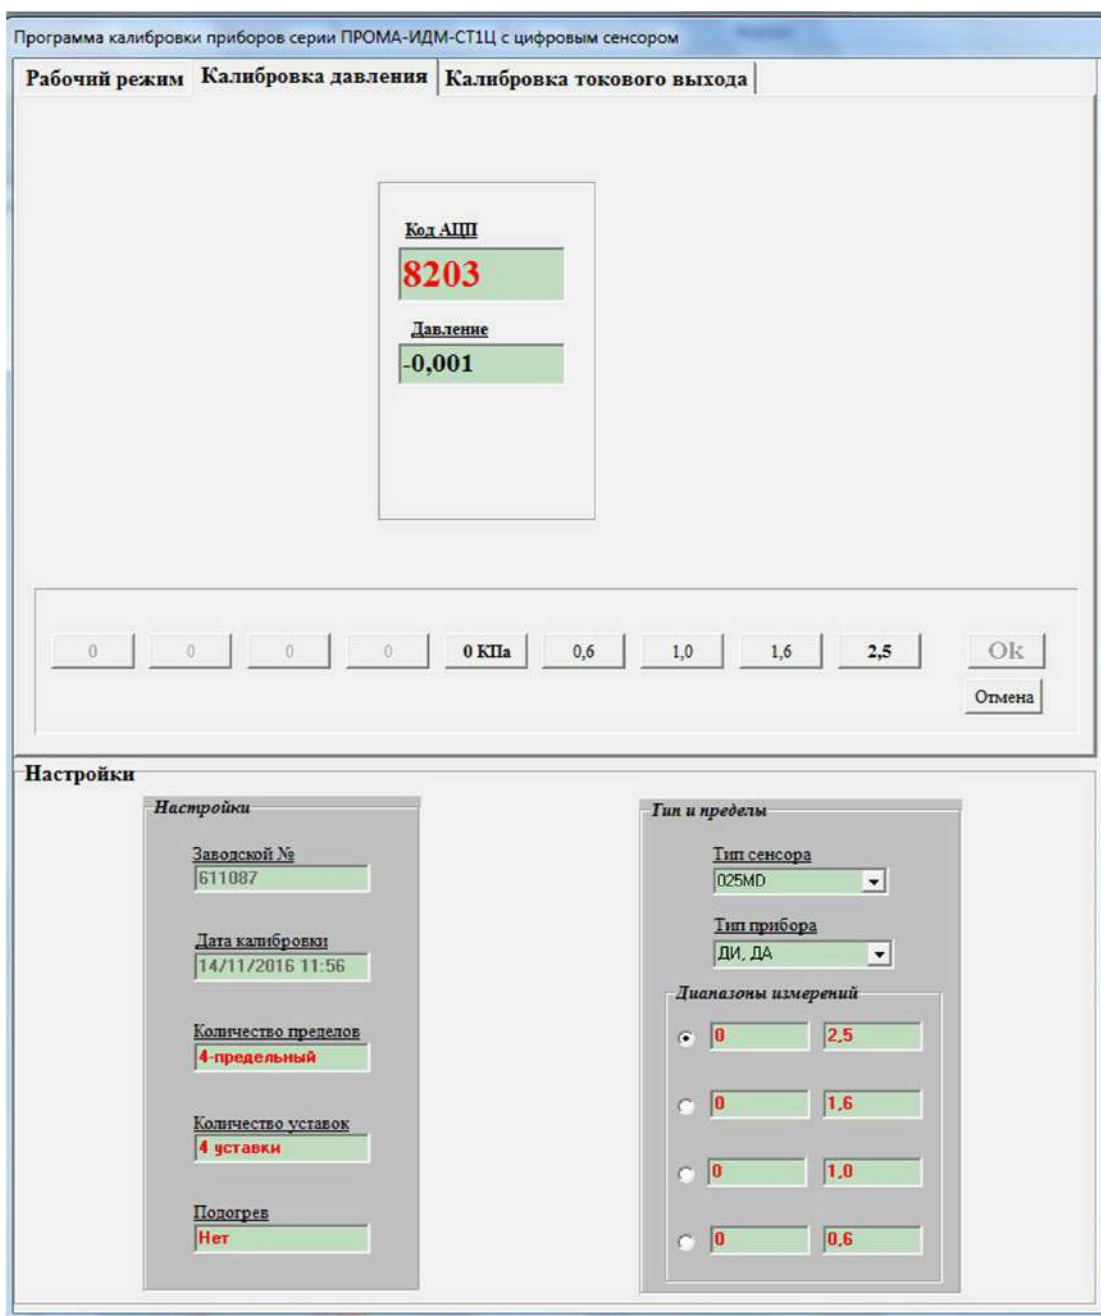 Программа калибровки приборов серии ПРОМА-ИДМ-СТ1Ц с цифровым сенсором
Рабочий режим Калибровка давления Калибровка токового выхода
Код АЦП
8203
Давление
-0,001
0 0 0 0 0 КПа 0,6 1,0 1,6 2,5 Ok
Отмена
Настройки
Настройки
Заводской №
611087
Дата калибровки
14/11/2016 11:56
Количество пределов
4-предельный
Количество уставок
4 уставки
Подогрев
Нет
Тип и пределы
Тип сенсора
025MD
Тип прибора
ДИ, ДА
Диапазоны измерений
0 2,5
0 1,6
0 1,0
0 0,6